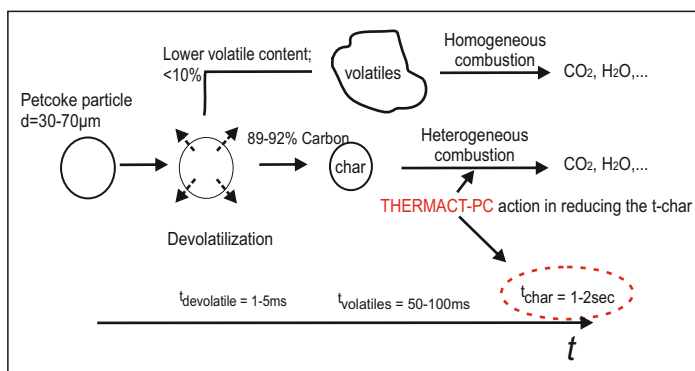 Lower volatile content;
<10%
volatiles
Homogeneous
combustion
CO2, H2O,...
Petcoke particle
d=30-70μm
89-92% Carbon
char
Heterogeneous
combustion
CO2, H2O,...
THERMACT-PC action in reducing the t-char
Devolatilization
tdevolatile = 1-5ms
tvolatiles = 50-100ms
tchar = 1-2sec
t